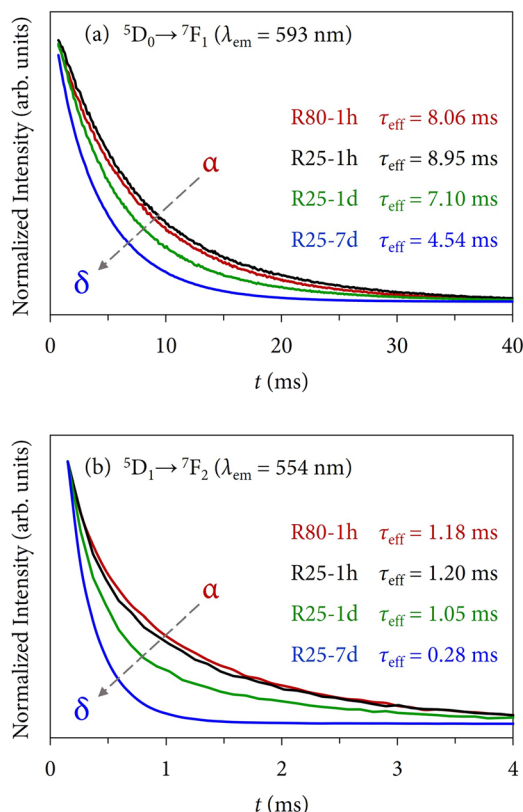 Normalized Intensity (arb. units)
(a) ⁵D₀→⁷F₁ (λem = 593 nm)
R80-1h τeff = 8.06 ms
R25-1h τeff = 8.95 ms
R25-1d τeff = 7.10 ms
R25-7d τeff = 4.54 ms
α
δ
0 10 20 30 40
t (ms)
Normalized Intensity (arb. units)
(b) ⁵D₁→⁷F₂ (λem = 554 nm)
R80-1h τeff = 1.18 ms
R25-1h τeff = 1.20 ms
R25-1d τeff = 1.05 ms
R25-7d τeff = 0.28 ms
α
δ
0 1 2 3 4
t (ms)